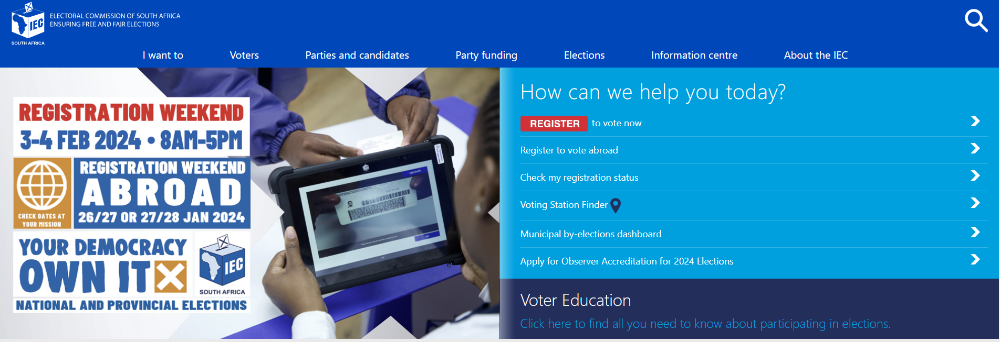 IEC
SOUTH AFRICA
ELECTORAL COMMISSION OF SOUTH AFRICA
ENSURING FREE AND FAIR ELECTIONS
I want to
Voters
Parties and candidates
Party funding
Elections
Information centre
About the IEC
REGISTRATION WEEKEND
3-4 FEB 2024 • 8AM-5PM
CHECK DATES AT
YOUR MISSION
REGISTRATION WEEKEND
ABROAD
26/27 OR 27/28 JAN 2024
YOUR DEMOCRACY
OWN IT
IEC
SOUTH AFRICA
NATIONAL AND PROVINCIAL ELECTIONS
How can we help you today?
REGISTER to vote now
Register to vote abroad
Check my registration status
Voting Station Finder
Municipal by-elections dashboard
Apply for Observer Accreditation for 2024 Elections
Voter Education
Click here to find all you need to know about participating in elections.